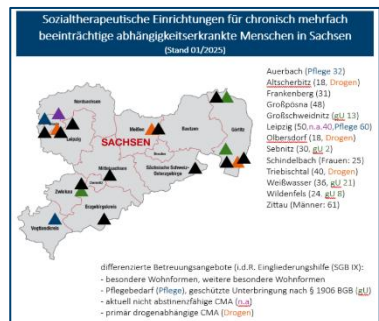 Sozialtherapeutische Einrichtungen für chronisch mehrfach
beeinträchtige abhängigkeitserkrankte Menschen in Sachsen
(Stand 01/2025)
Auerbach (Pflege 32)
Altscherbitz (18, Drogen)
Frankenberg (31)
Großpösna (48)
Großschweidnitz (gU 13)
Leipzig (50,n.a.40,Pflege 60)
Olbersdorf (18, Drogen)
Sebnitz (30, gU 2)
Schindelbach (Frauen: 25)
Triebischtal (40, Drogen)
Weißwasser (36, gU 21)
Wildenfels (24, gU 8)
Zittau (Männer: 61)
Nordsachsen
Leipzig
Meißen
Bautzen
Görlitz
SACHSEN
Dresden
Sächsische Schweiz-
Osterzgebirge
Mittelsachsen
Chemnitz
Zwickau
Erzgebirgskreis
Vogtlandkreis
differenzierte Betreuungsangebote (i.d.R. Eingliederungshilfe (SGB IX):
- besondere Wohnformen, weitere besondere Wohnformen
- Pflegebedarf (Pflege), geschützte Unterbringung nach § 1906 BGB (gU)
- aktuell nicht abstinenzfähige CMA (n.a)
- primär drogenabhängige CMA (Drogen)